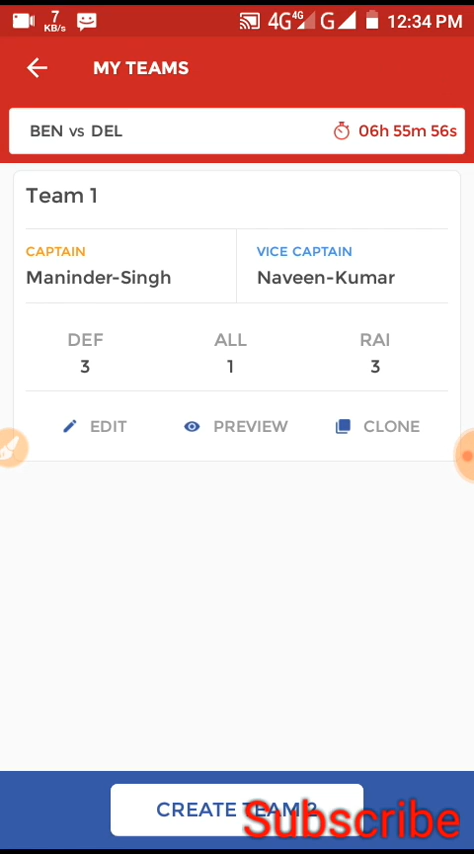 7 KB/s 4G 4G G 12:34 PM
MY TEAMS
BEN vs DEL 06h 55m 56s
Team 1
CAPTAIN VICE CAPTAIN
Maninder-Singh Naveen-Kumar
DEF ALL RAI
3 1 3
EDIT PREVIEW CLONE
CREATE TEAM 2
Subscribe